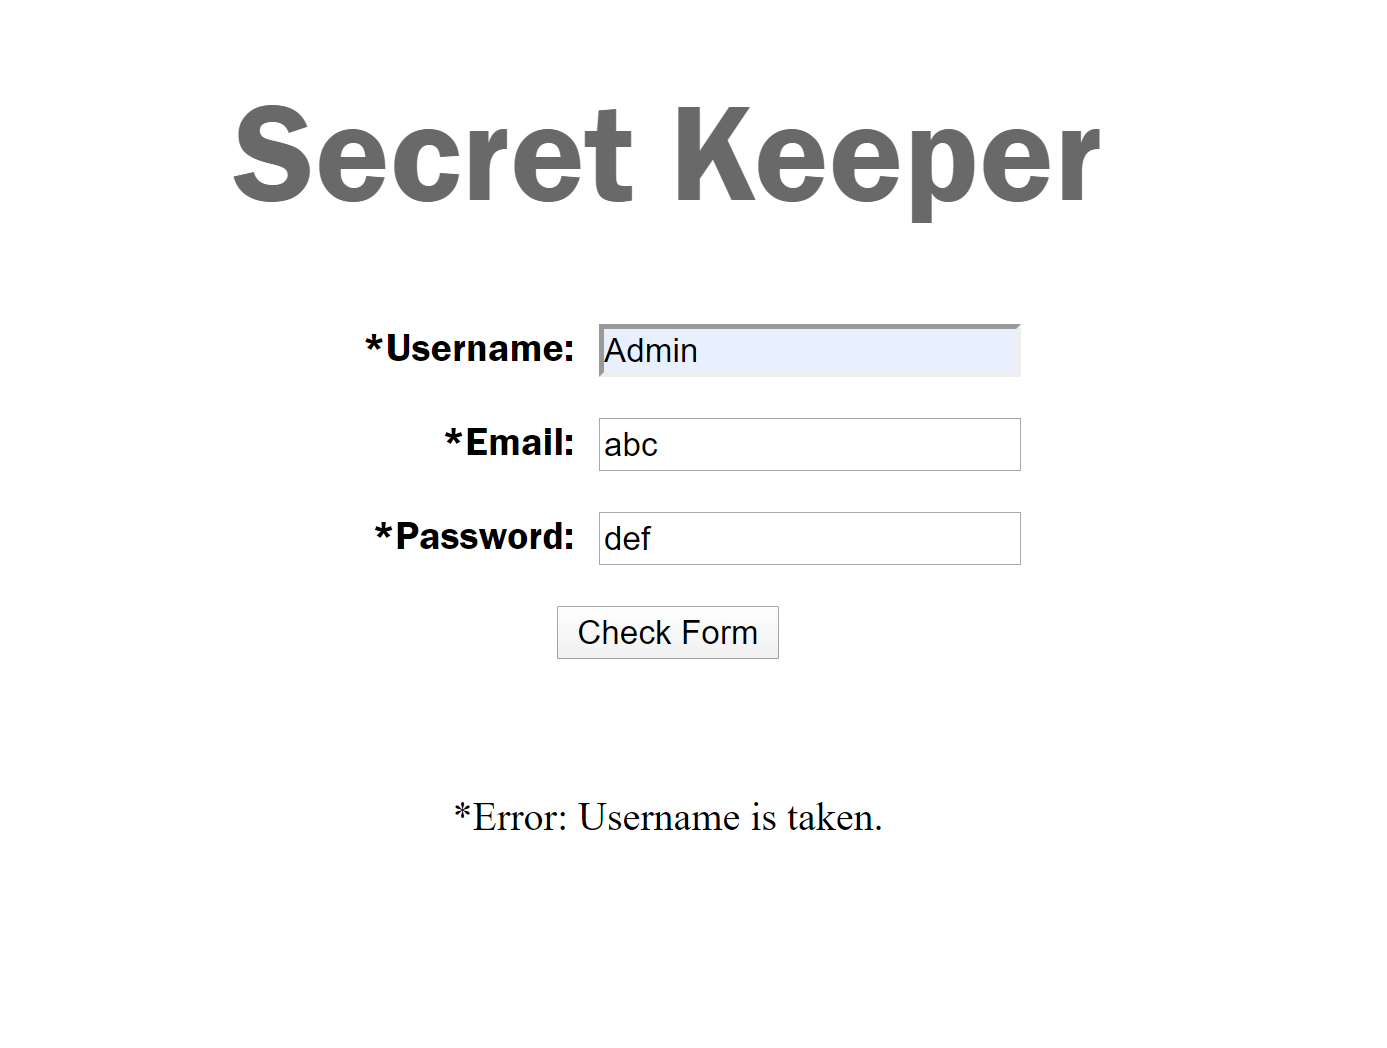 Secret Keeper
*Username: Admin
*Email: abc
*Password: def
Check Form
*Error: Username is taken.